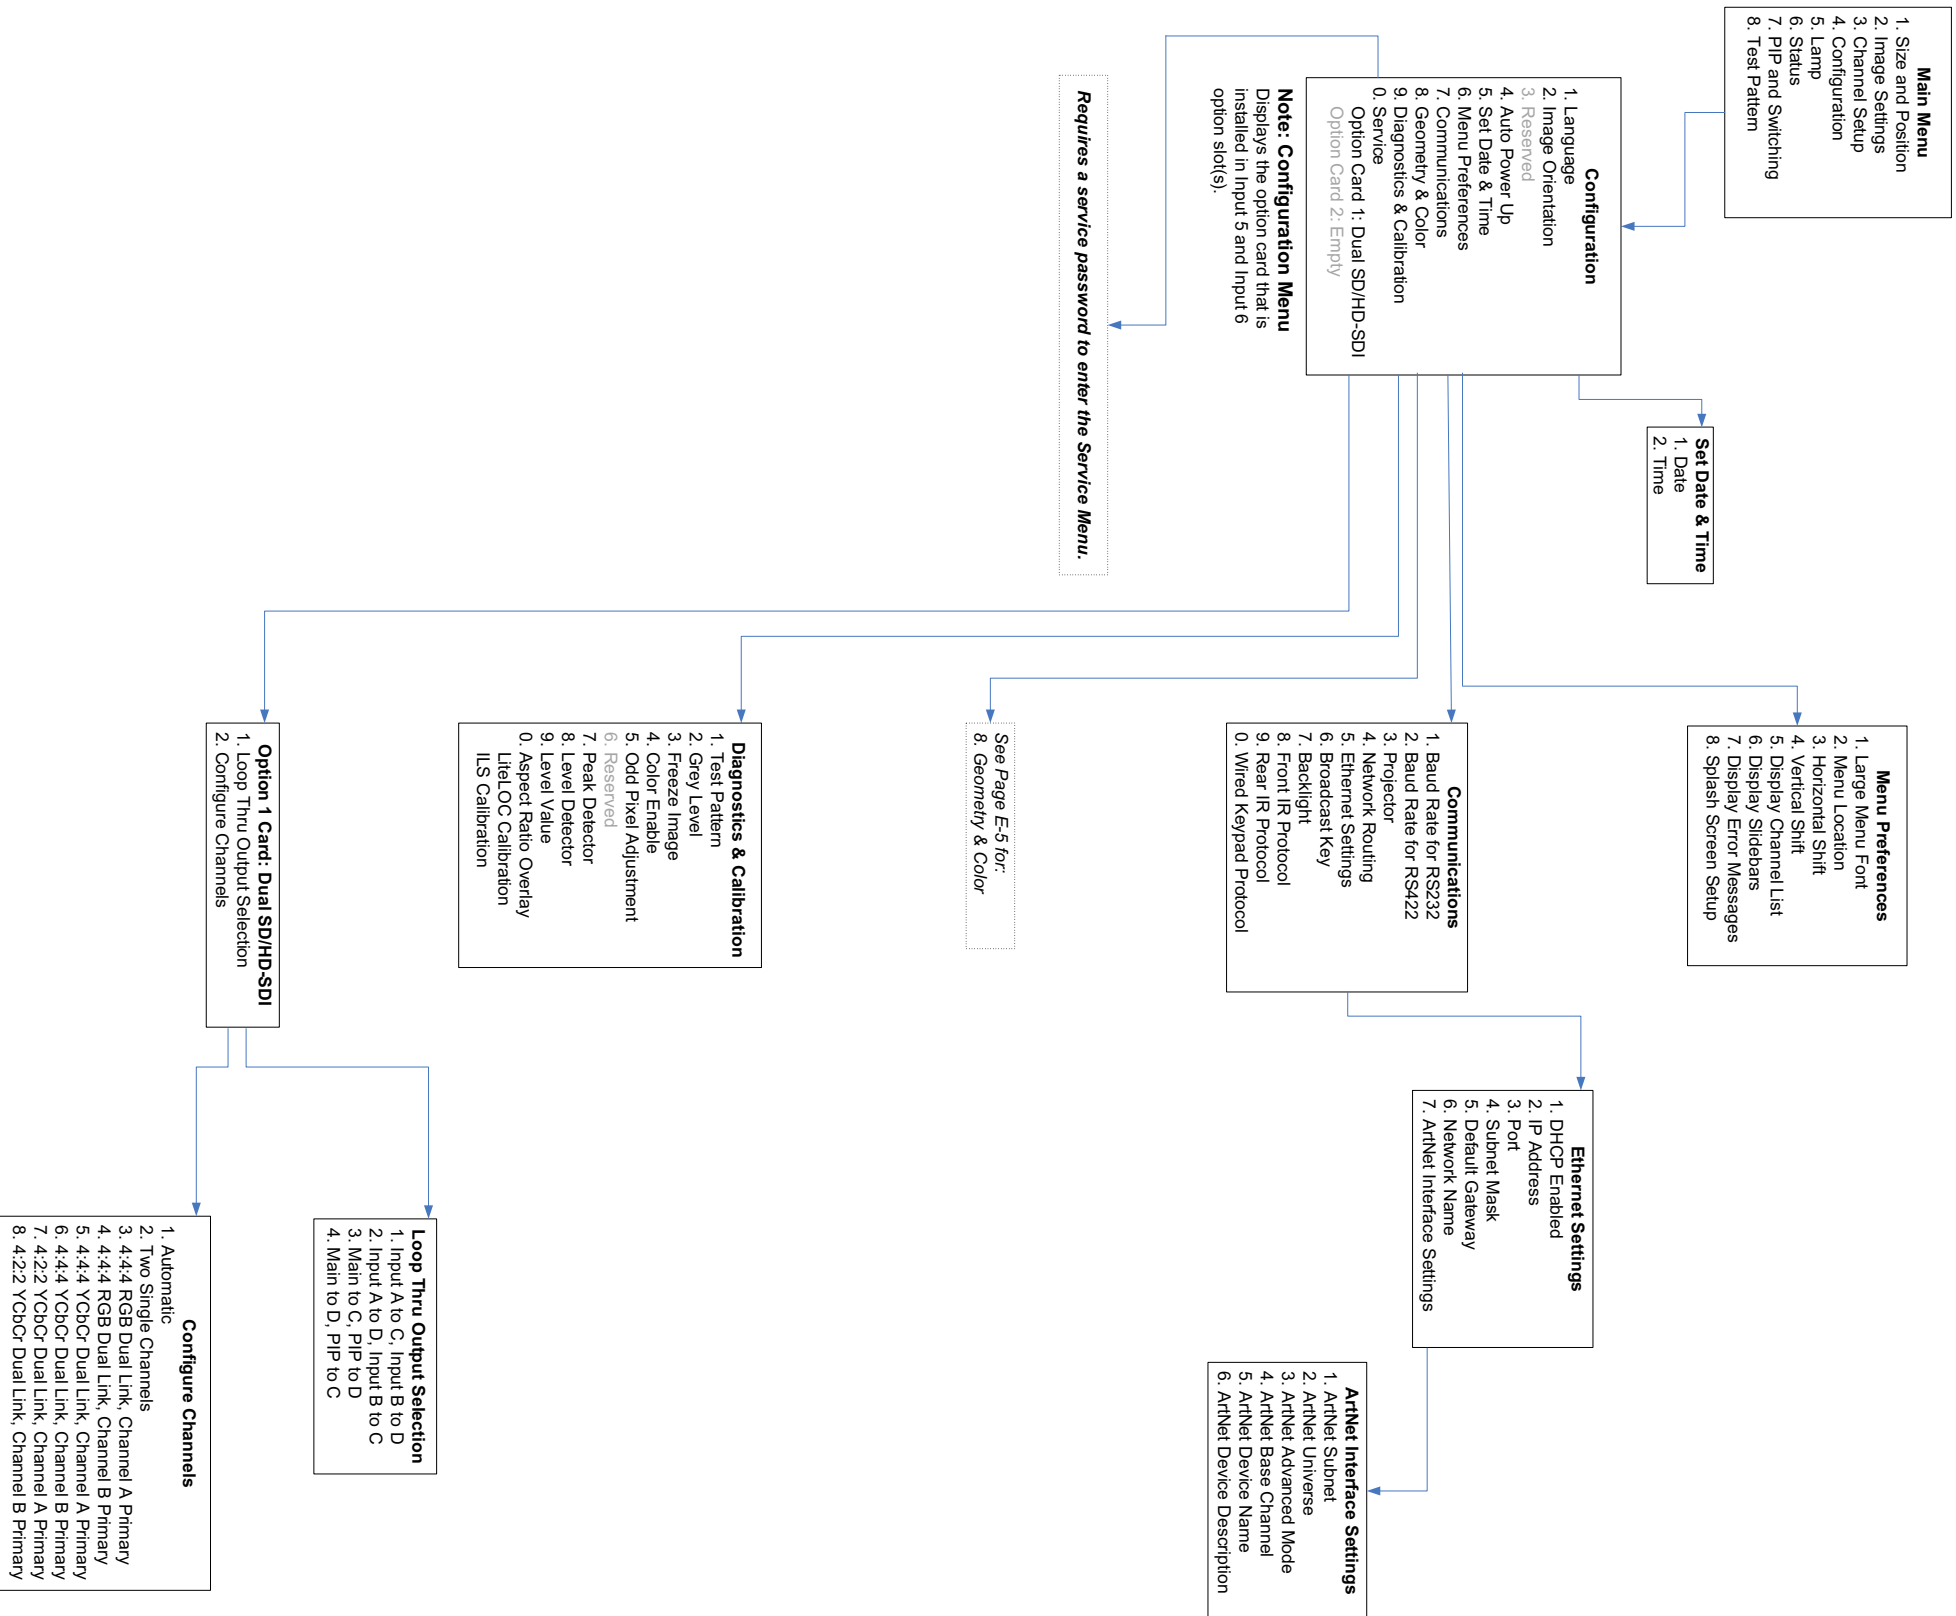 Main Menu
1. Size and Position
2. Image Settings
3. Channel Setup
4. Configuration
5. Lamp
6. Status
7. PIP and Switching
8. Test Pattern
Configuration
1. Language
2. Image Orientation
3. Reserved
4. Auto Power Up
5. Set Date & Time
6. Menu Preferences
7. Communications
8. Geometry & Color
9. Diagnostics & Calibration
0. Service
Option Card 1: Dual SD/HD-SDI
Option Card 2: Empty
Note: Configuration Menu
Displays the option card that is
installed in Input 5 and Input 6
option slot(s).
Requires a service password to enter the Service Menu.
Set Date & Time
1. Date
2. Time
Menu Preferences
1. Large Menu Font
2. Menu Location
3. Horizontal Shift
4. Vertical Shift
5. Display Channel List
6. Display Slidebars
7. Display Error Messages
8. Splash Screen Setup
Communications
1. Baud Rate for RS232
2. Baud Rate for RS422
3. Projector
4. Network Routing
5. Ethernet Settings
6. Broadcast Key
7. Backlight
8. Front IR Protocol
9. Rear IR Protocol
0. Wired Keypad Protocol
See Page E-5 for:
8. Geometry & Color
Diagnostics & Calibration
1. Test Pattern
2. Grey Level
3. Freeze Image
4. Color Enable
5. Odd Pixel Adjustment
6. Reserved
7. Peak Detector
8. Level Detector
9. Level Value
0. Aspect Ratio Overlay
LiteLOC Calibration
ILS Calibration
Option 1 Card: Dual SD/HD-SDI
1. Loop Thru Output Selection
2. Configure Channels
Ethernet Settings
1. DHCP Enabled
2. IP Address
3. Port
4. Subnet Mask
5. Default Gateway
6. Network Name
7. ArtNet Interface Settings
ArtNet Interface Settings
1. ArtNet Subnet
2. ArtNet Universe
3. ArtNet Advanced Mode
4. ArtNet Base Channel
5. ArtNet Device Name
6. ArtNet Device Description
Loop Thru Output Selection
1. Input A to C, Input B to D
2. Input A to D, Input B to C
3. Main to C, PIP to D
4. Main to D, PIP to C
Configure Channels
1. Automatic
2. Two Single Channels
3. 4:4:4 RGB Dual Link, Channel A Primary
4. 4:4:4 RGB Dual Link, Channel B Primary
5. 4:4:4 YCbCr Dual Link, Channel A Primary
6. 4:4:4 YCbCr Dual Link, Channel B Primary
7. 4:2:2 YCbCr Dual Link, Channel A Primary
8. 4:2:2 YCbCr Dual Link, Channel B Primary